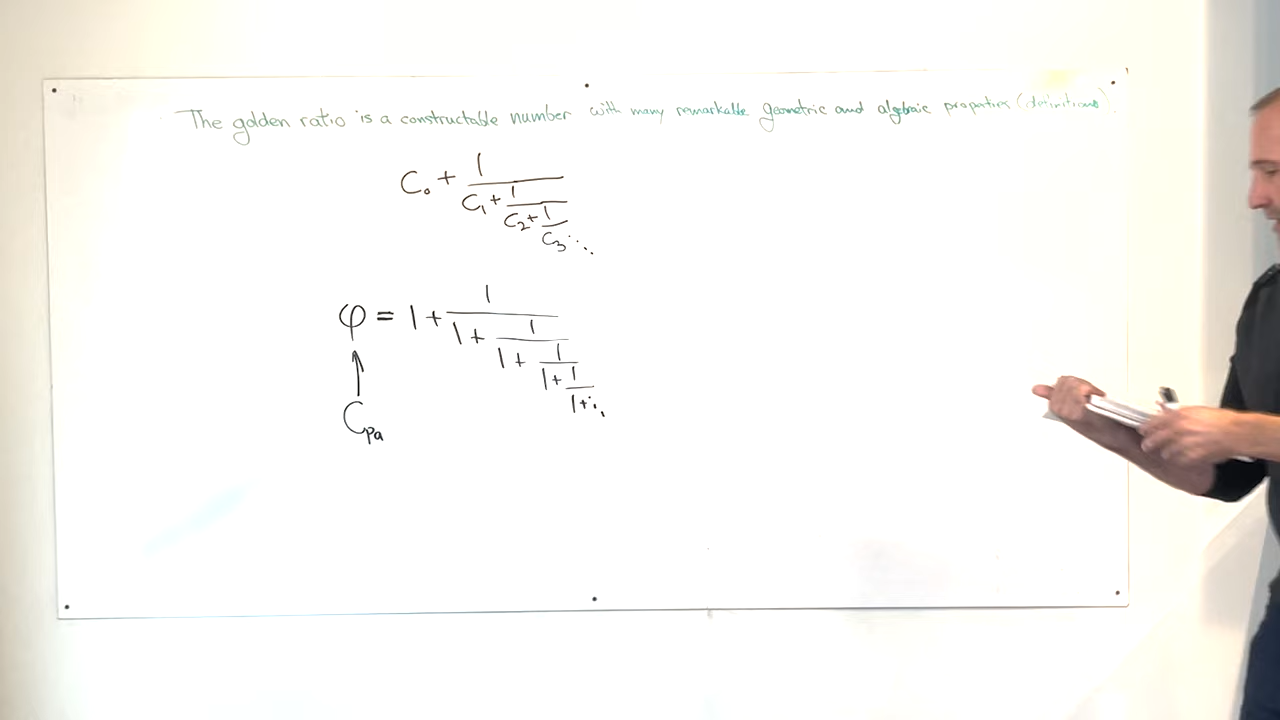 The golden ratio is a constructable number with many remarkable geometric and algebraic properties (definitions).
C₀ + 1/(C₁ + 1/(C₂ + 1/(C₃ ⋱
φ = 1 + 1/(1 + 1/(1 + 1/(1 + 1/(1 + ⋱
↑
Cpa